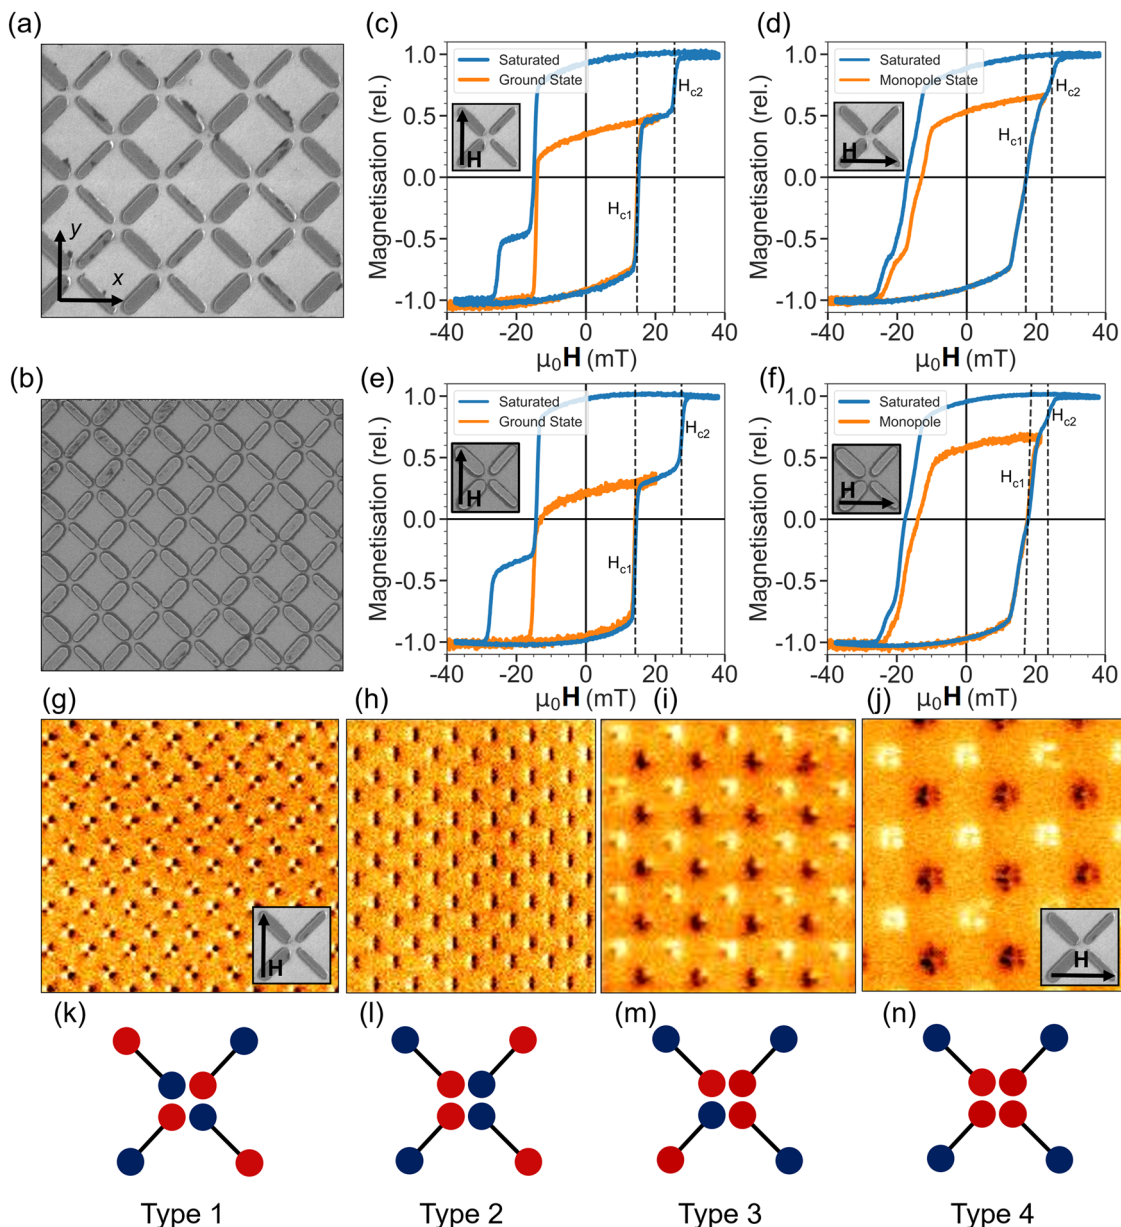 (a)
y
x
(b)
(c)
Magnetisation (rel.)
1.0
0.5
0.0
-0.5
-1.0
Saturated
Ground State
H
Hc1
Hc2
-40 -20 0 20 40
μ0H (mT)
(d)
Magnetisation (rel.)
1.0
0.5
0.0
-0.5
-1.0
Saturated
Monopole State
H
Hc1
Hc2
-40 -20 0 20 40
μ0H (mT)
(e)
Magnetisation (rel.)
1.0
0.5
0.0
-0.5
-1.0
Saturated
Ground State
H
Hc1
Hc2
-40 -20 0 20 40
μ0H (mT)
(f)
Magnetisation (rel.)
1.0
0.5
0.0
-0.5
-1.0
Saturated
Monopole
H
Hc1
Hc2
-40 -20 0 20 40
μ0H (mT)
(g)
H
(h)
(i)
(j)
H
(k)
(l)
(m)
(n)
Type 1
Type 2
Type 3
Type 4